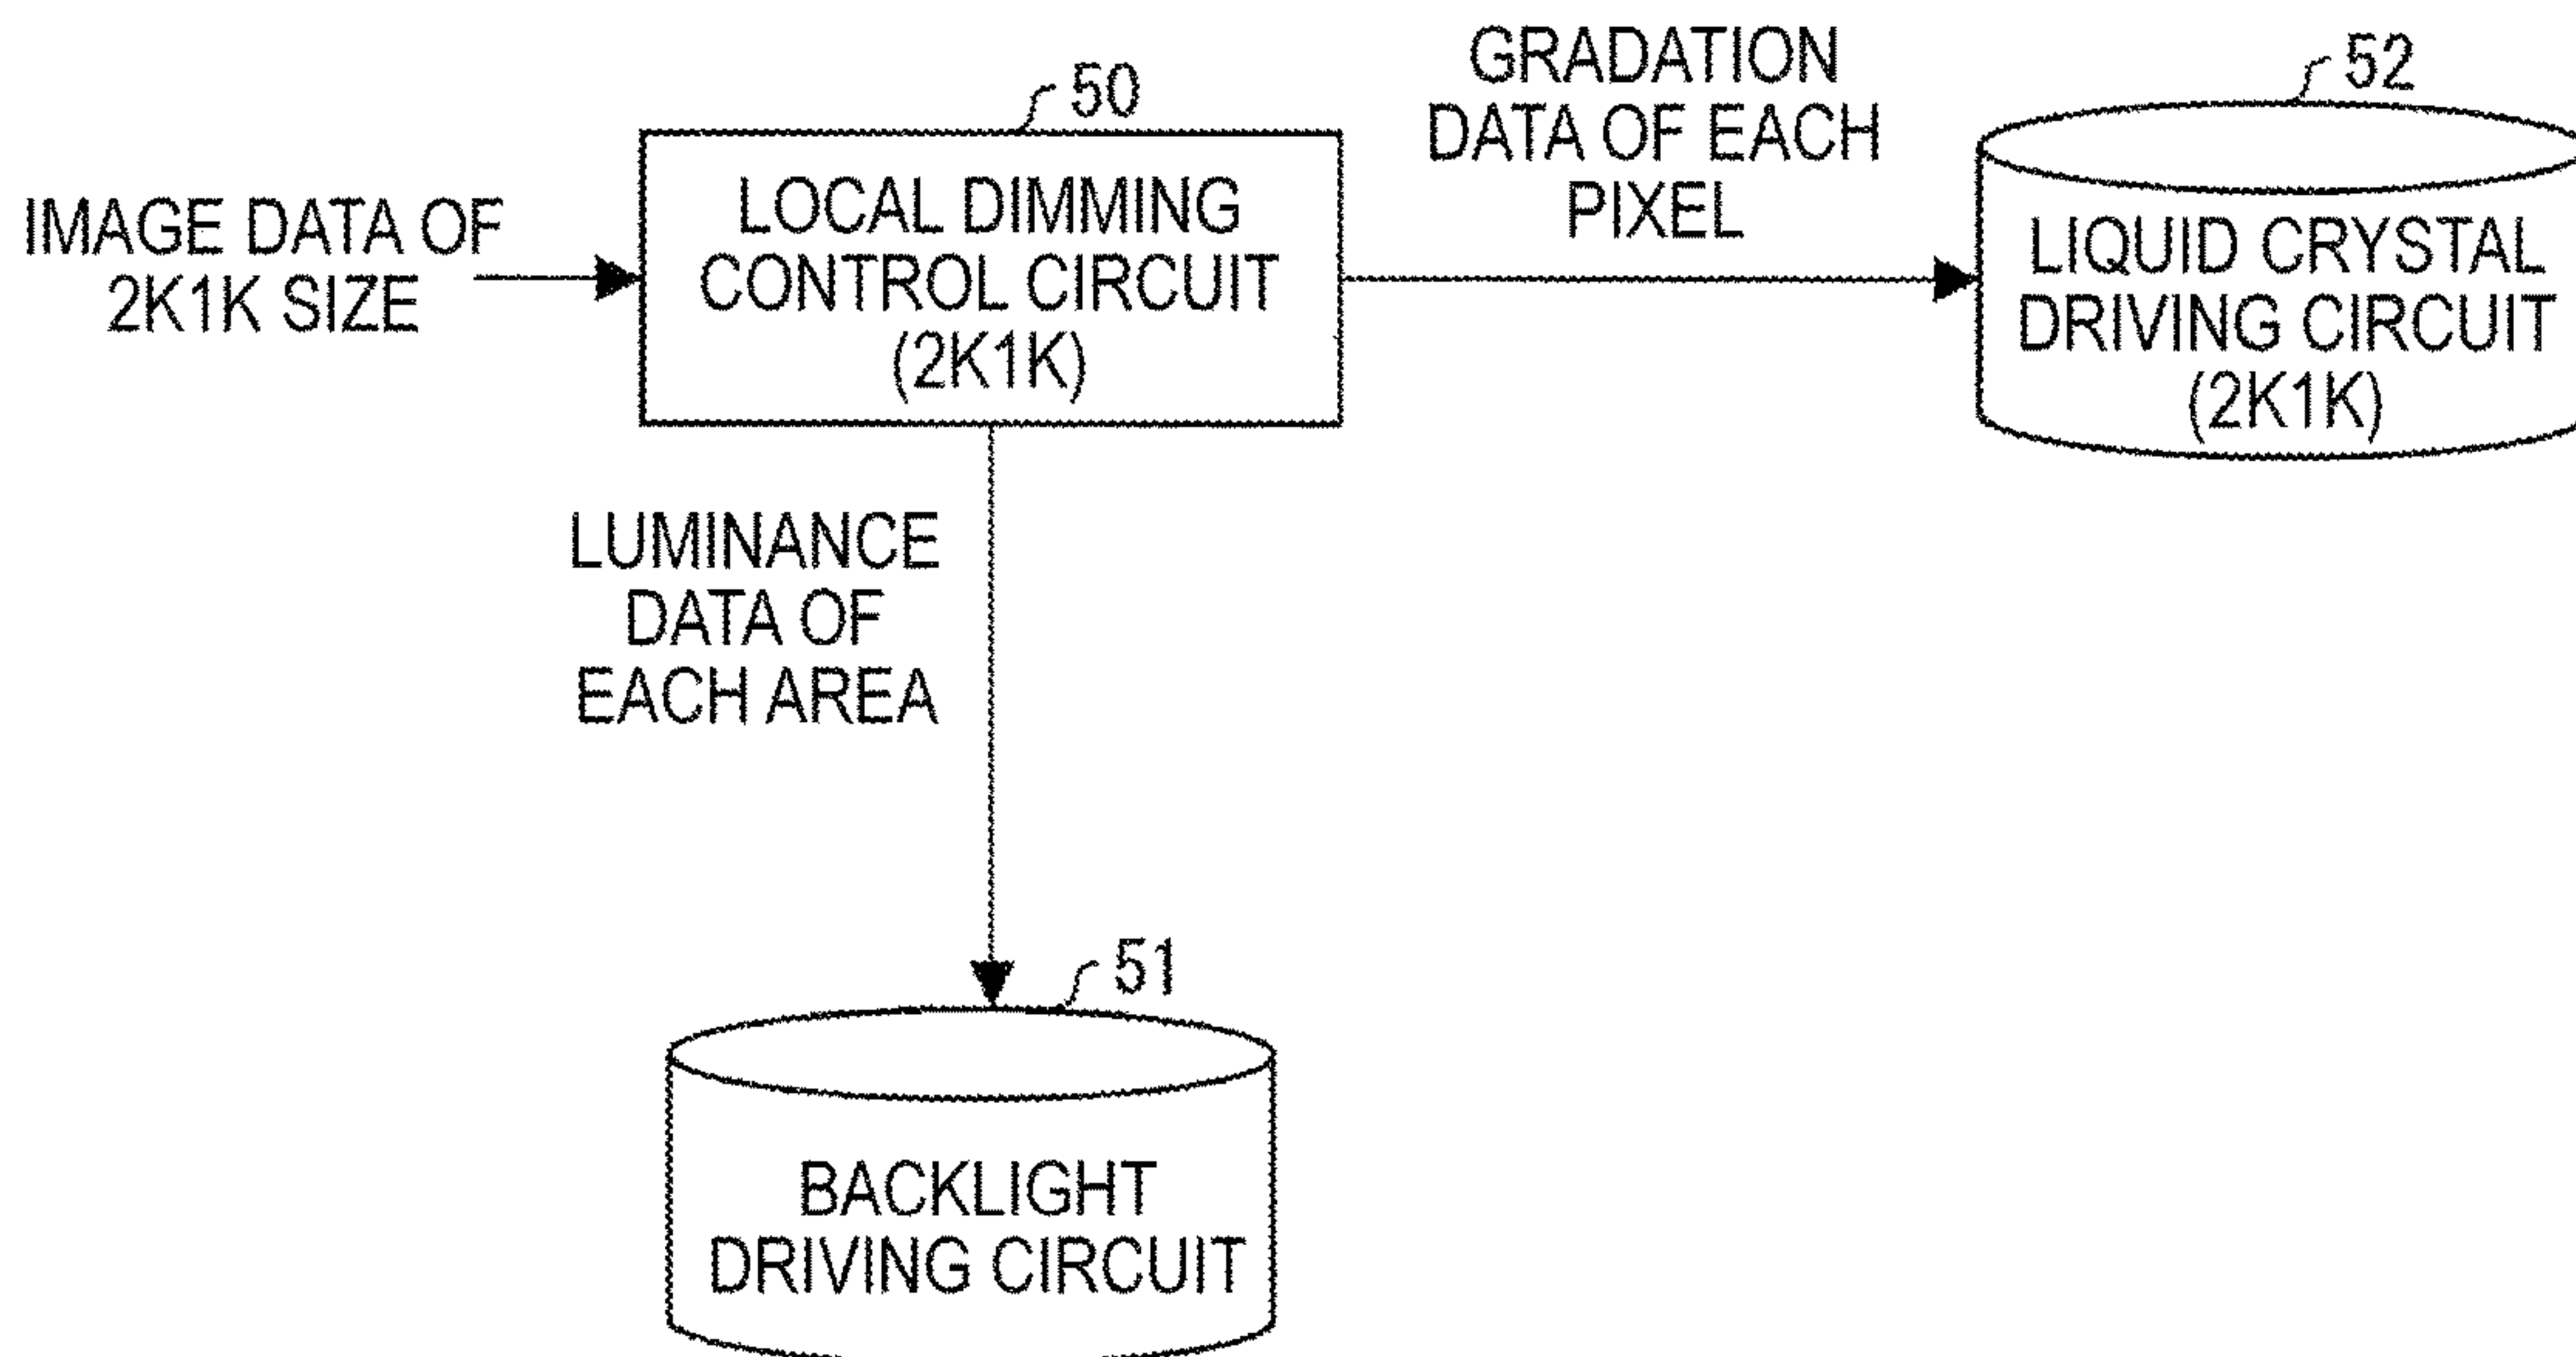 IMAGE DATA OF
2K1K SIZE
50
LOCAL DIMMING
CONTROL CIRCUIT
(2K1K)
GRADATION
DATA OF EACH
PIXEL
52
LIQUID CRYSTAL
DRIVING CIRCUIT
(2K1K)
LUMINANCE
DATA OF
EACH AREA
51
BACKLIGHT
DRIVING CIRCUIT